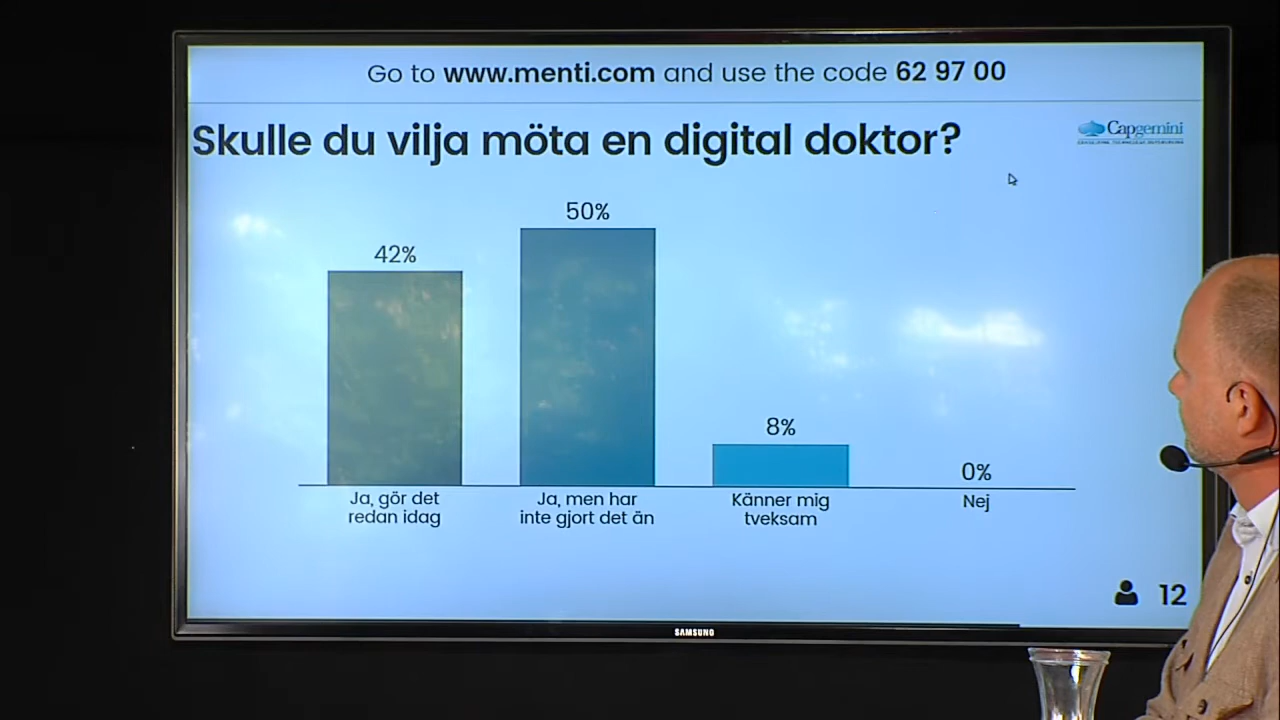 Go to www.menti.com and use the code 62 97 00
Skulle du vilja möta en digital doktor?
Capgemini
42%
50%
8%
0%
Ja, gör det
redan idag
Ja, men har
inte gjort det än
Känner mig
tveksam
Nej
12
SAMSUNG